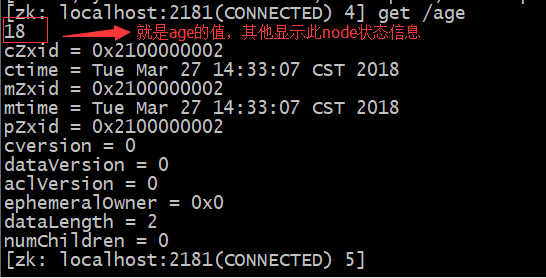 [zk: localhost:2181(CONNECTED) 4] get /age
18 就是age的值，其他显示此node状态信息
cZxid = 0x2100000002
ctime = Tue Mar 27 14:33:07 CST 2018
mZxid = 0x2100000002
mtime = Tue Mar 27 14:33:07 CST 2018
pZxid = 0x2100000002
cversion = 0
dataVersion = 0
aclVersion = 0
ephemeralOwner = 0x0
dataLength = 2
numChildren = 0
[zk: localhost:2181(CONNECTED) 5]